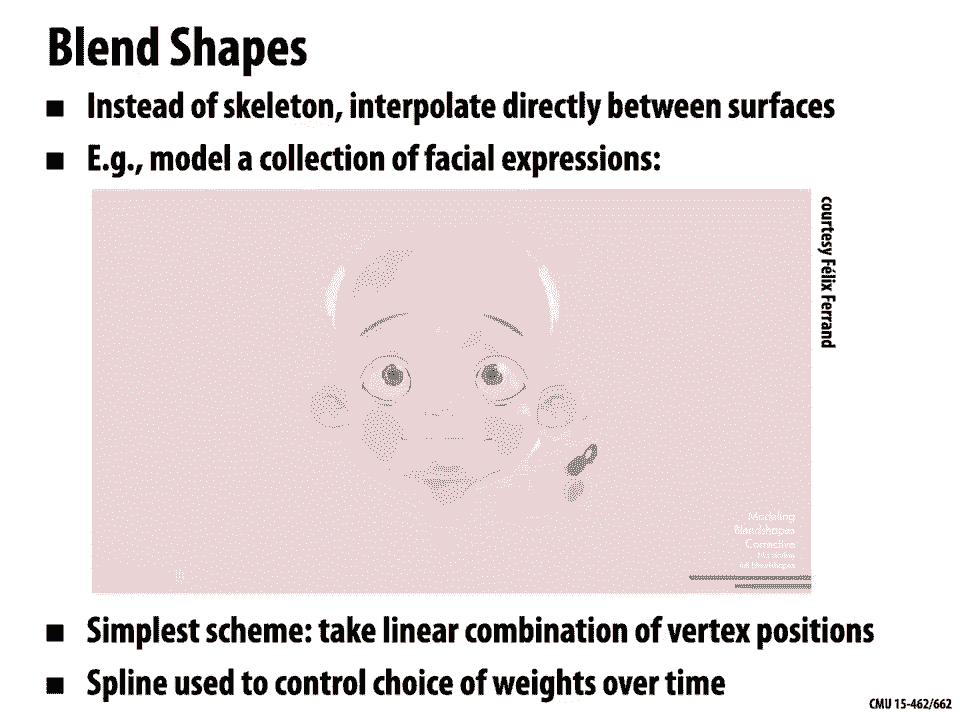 Blend Shapes
■ Instead of skeleton, interpolate directly between surfaces
■ E.g., model a collection of facial expressions:
courtesy Félix Ferrand
Modeling
Blendshapes
Corrective
■ Simplest scheme: take linear combination of vertex positions
■ Spline used to control choice of weights over time
CMU 15-462/662